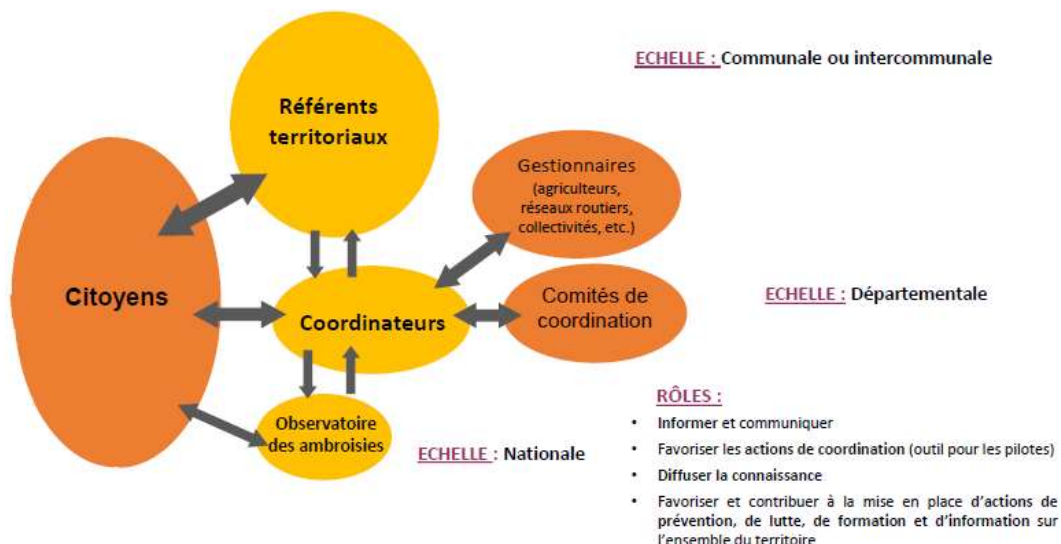 ECHELLE : Communale ou intercommunale
Référents
territoriaux
Gestionnaires
(agriculteurs,
réseaux routiers,
collectivités, etc.)
Citoyens
Coordinateurs
Comités de
coordination
ECHELLE : Départementale
Observatoire
des ambroisies
ECHELLE : Nationale
RÔLES :
• Informer et communiquer
• Favoriser les actions de coordination (outil pour les pilotes)
• Diffuser la connaissance
• Favoriser et contribuer à la mise en place d'actions de
prévention, de lutte, de formation et d'information sur
l'ensemble du territoire